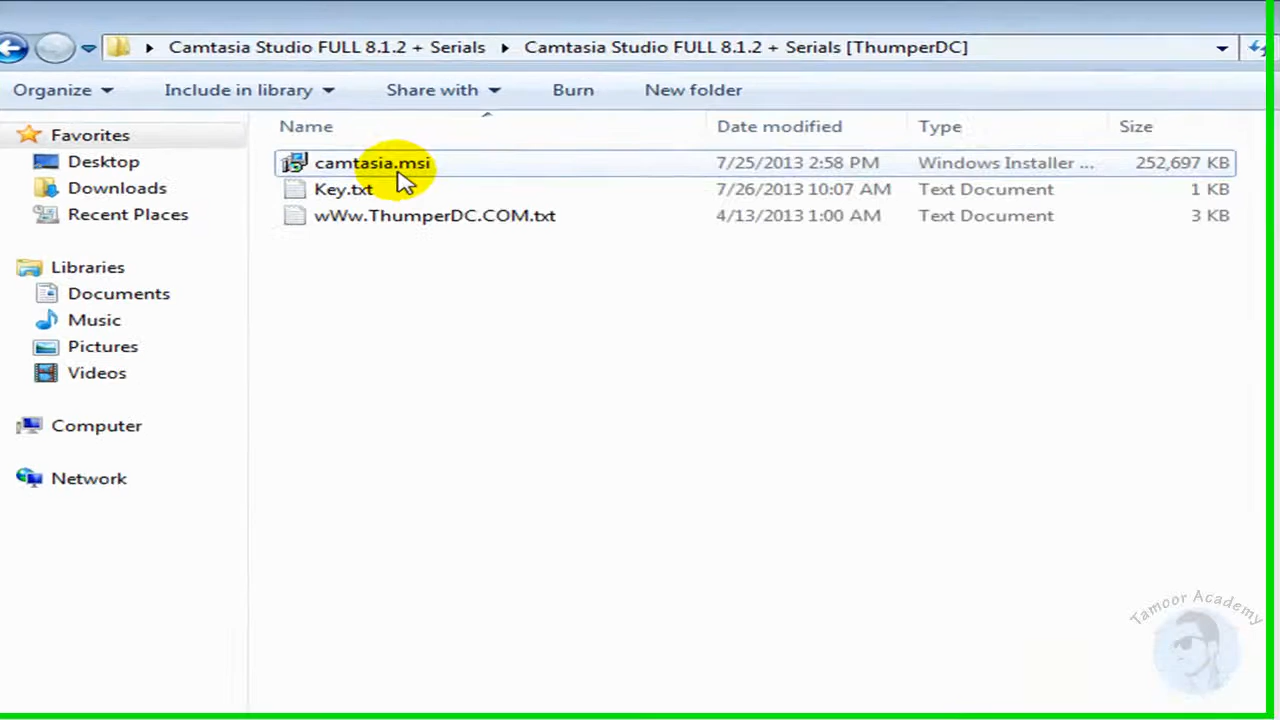 Camtasia Studio FULL 8.1.2 + Serials Camtasia Studio FULL 8.1.2 + Serials [ThumperDC]
Organize Include in library Share with Burn New folder
Name Date modified Type Size
Favorites
Desktop
Downloads
Recent Places
Libraries
Documents
Music
Pictures
Videos
Computer
Network
camtasia.msi 7/25/2013 2:58 PM Windows Installer ... 252,697 KB
Key.txt 7/26/2013 10:07 AM Text Document 1 KB
wWw.ThumperDC.COM.txt 4/13/2013 1:00 AM Text Document 3 KB
Tamoor Academy